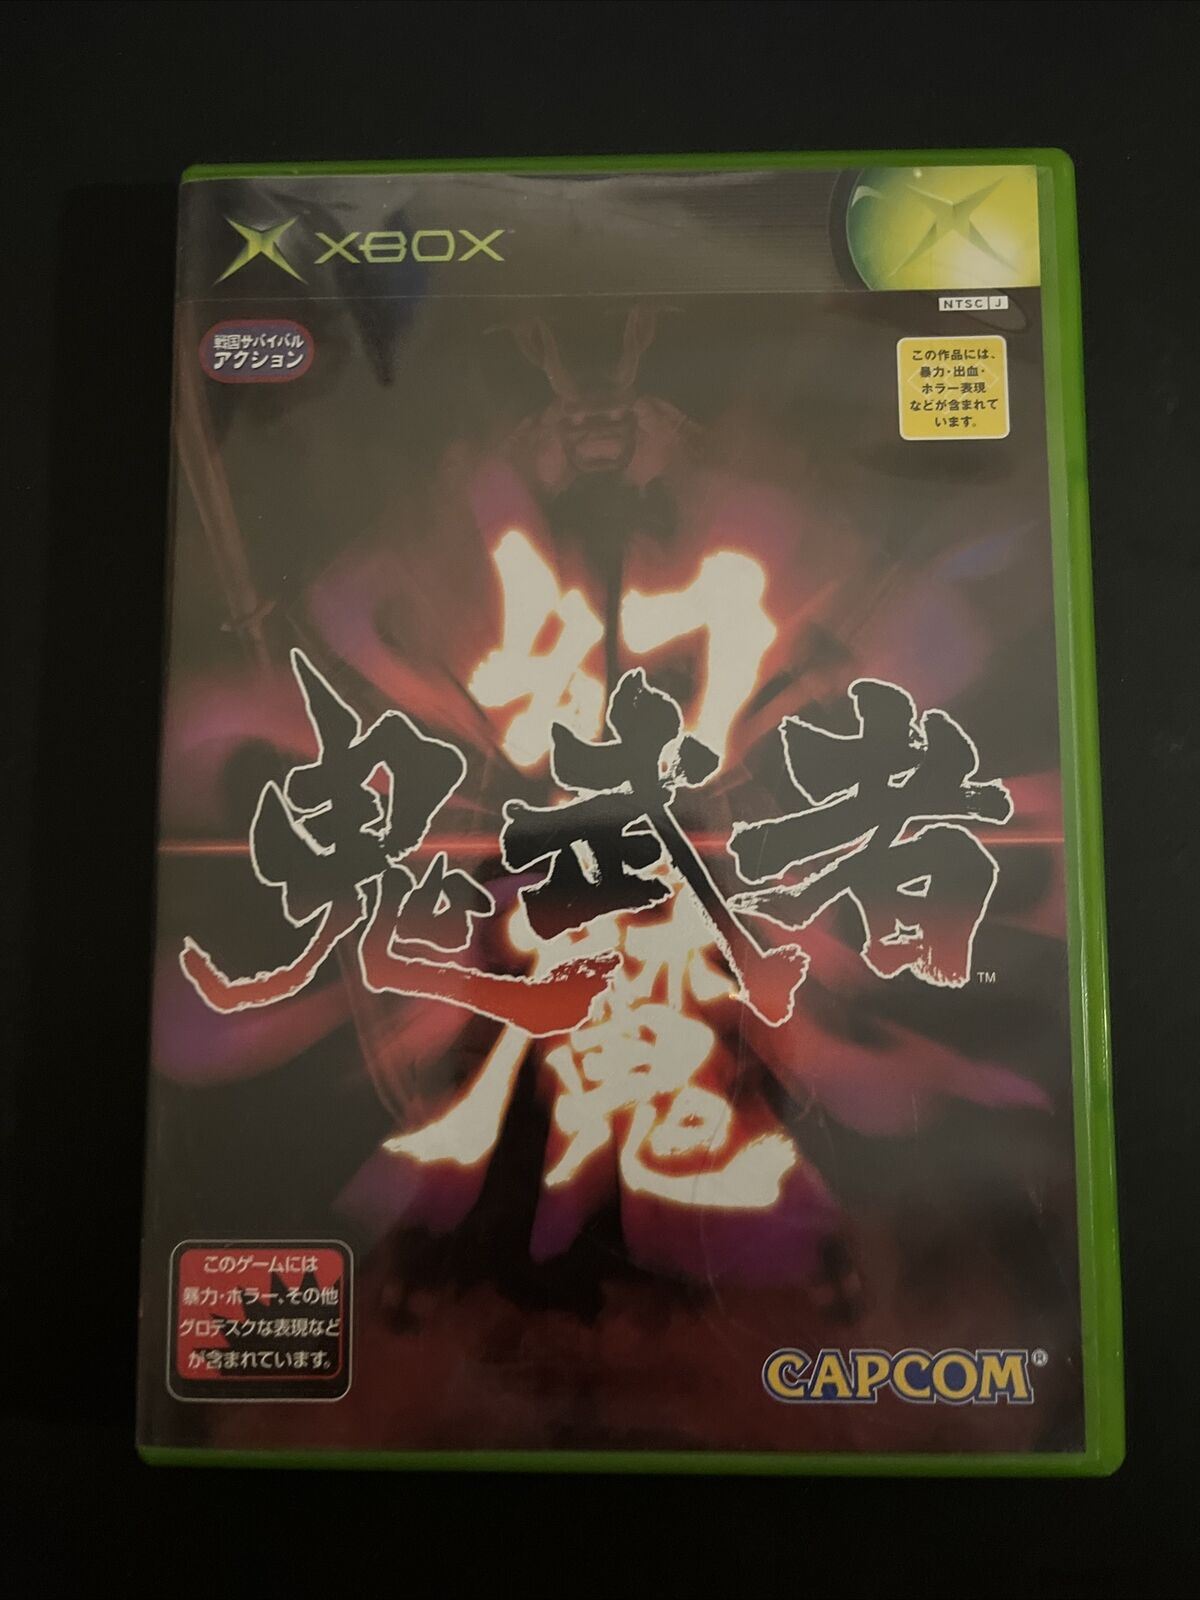 XBOX
NTSC J
戦国サバイバル
アクション
この作品には、
暴力・出血・
ホラー表現
などが含まれて
います。
幻
鬼武者
TM
魔
このゲームには
暴力・ホラー、その他
グロテスクな表現など
が含まれています。
CAPCOM®